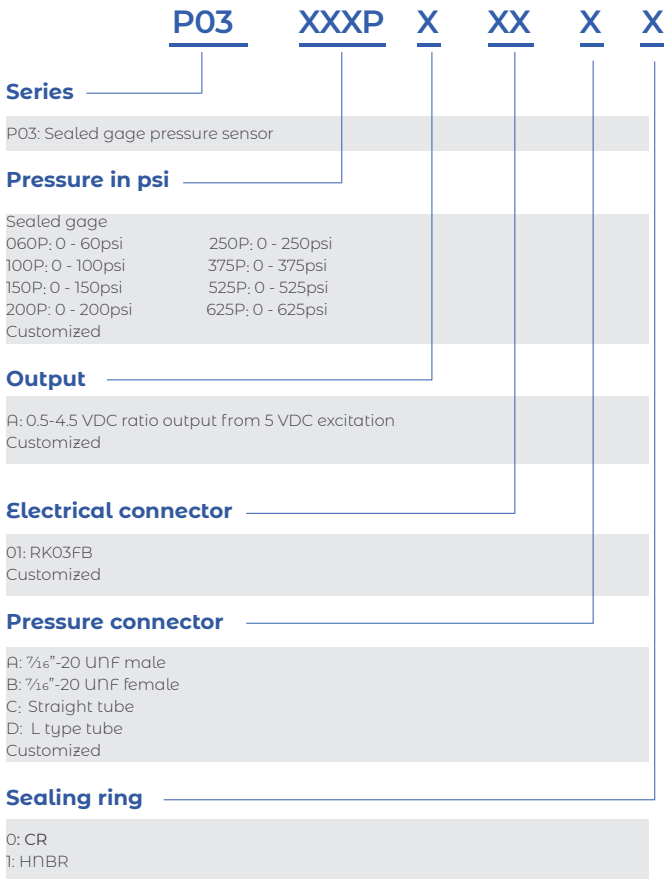 P03 XXXP X XX X X
Series
P03: Sealed gage pressure sensor
Pressure in psi
Sealed gage
060P: 0 - 60psi 250P: 0 - 250psi
100P: 0 - 100psi 375P: 0 - 375psi
150P: 0 - 150psi 525P: 0 - 525psi
200P: 0 - 200psi 625P: 0 - 625psi
Customized
Output
A: 0.5-4.5 VDC ratio output from 5 VDC excitation
Customized
Electrical connector
01: RK03FB
Customized
Pressure connector
A: 7⁄16”-20 UNF male
B: 7⁄16”-20 UNF female
C: Straight tube
D: L type tube
Customized
Sealing ring
0: CR
1: HNBR